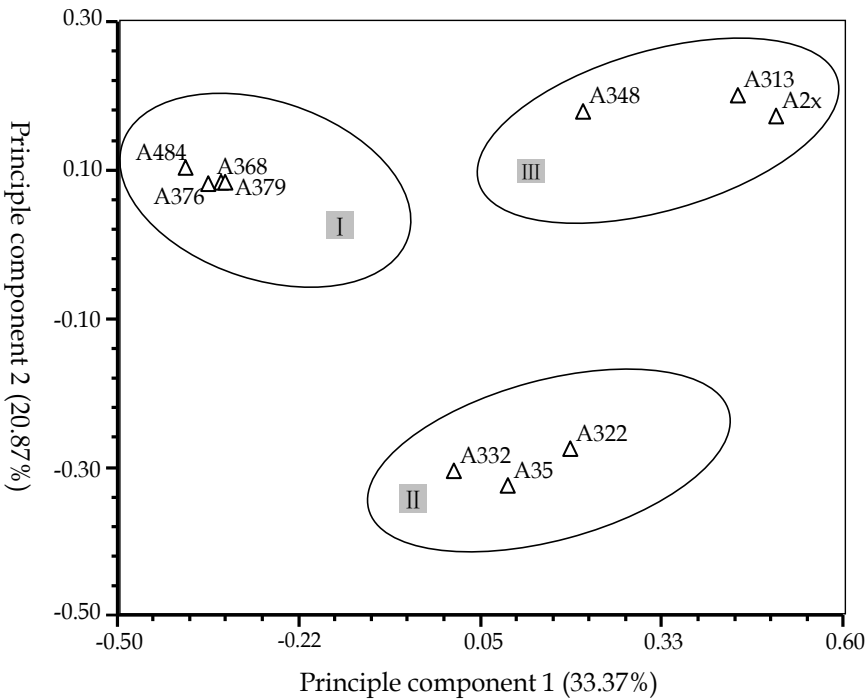 0.30
0.10
-0.10
-0.30
-0.50
Principle component 2 (20.87%)
A313
A2x
A348
III
A484
A368
A376
A379
I
A322
A332
A35
II
-0.50
-0.22
0.05
0.33
0.60
Principle component 1 (33.37%)